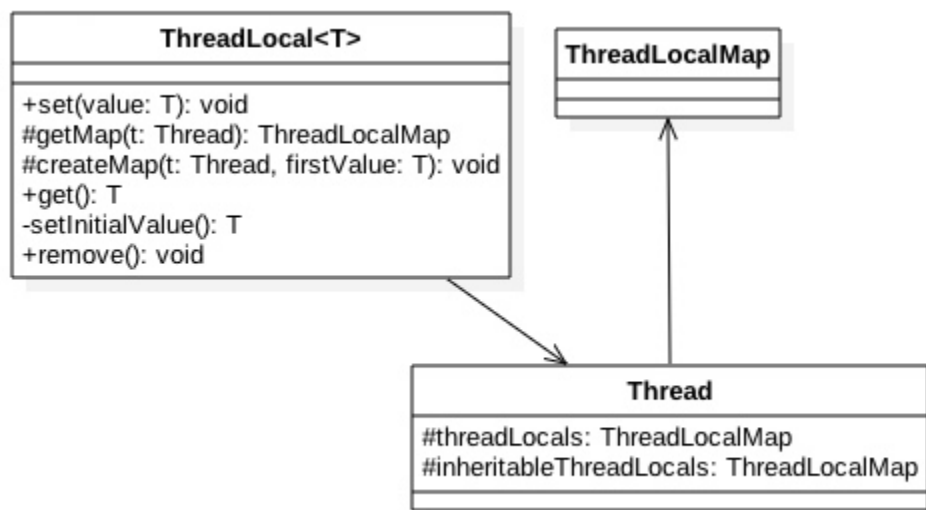 ThreadLocal<T>
+set(value: T): void
#getMap(t: Thread): ThreadLocalMap
#createMap(t: Thread, firstValue: T): void
+get(): T
-setInitialValue(): T
+remove(): void
ThreadLocalMap
Thread
#threadLocals: ThreadLocalMap
#inheritableThreadLocals: ThreadLocalMap